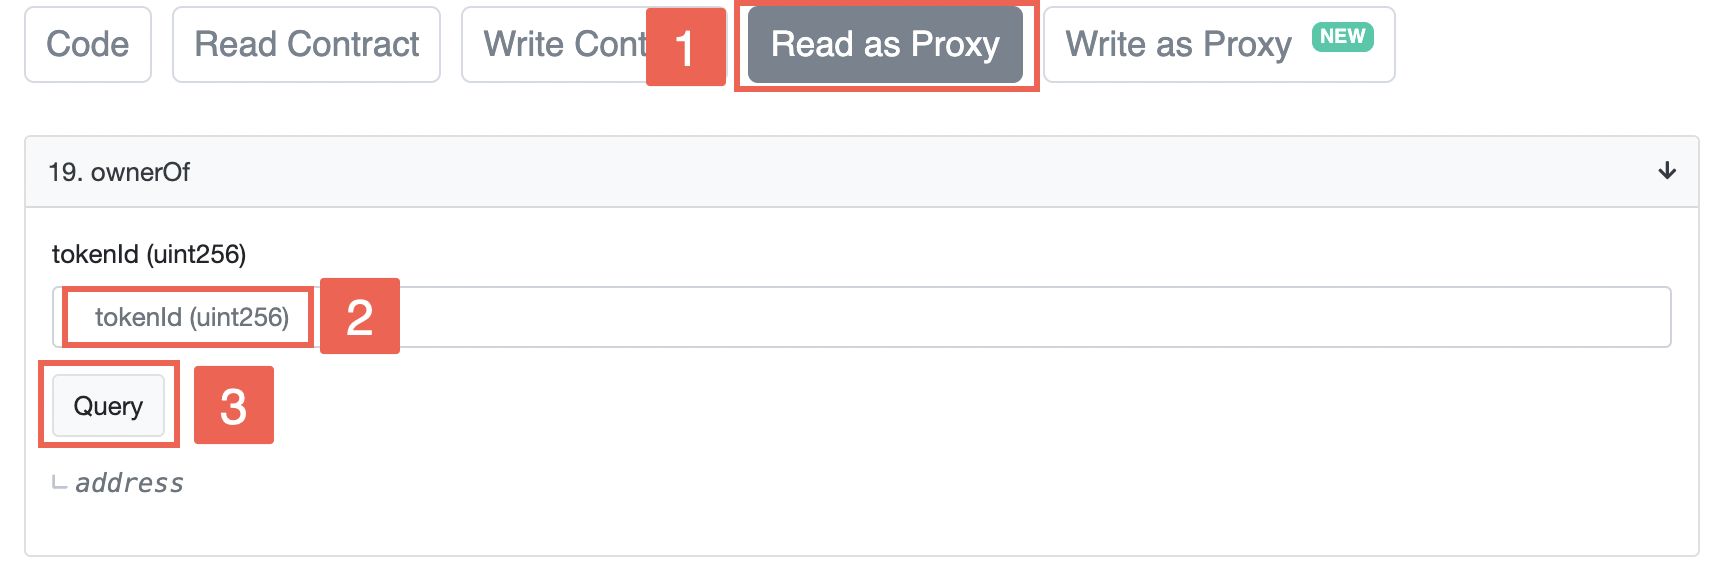 Code Read Contract Write Cont 1 Read as Proxy Write as Proxy NEW
19. ownerOf
tokenId (uint256)
tokenId (uint256) 2
Query 3
address